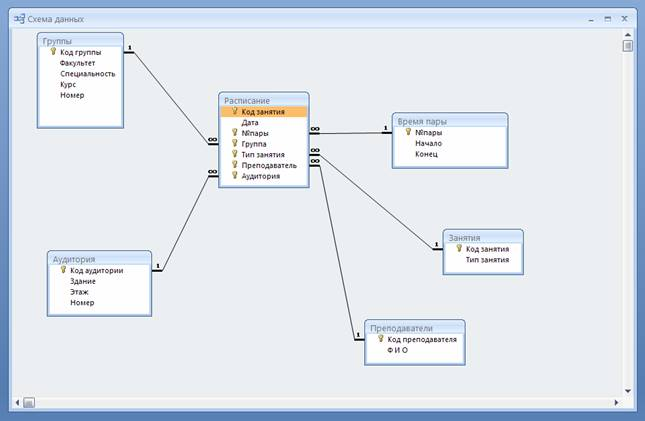 Схема данных
Группы
Код группы
Факультет
Специальность
Курс
Номер
1
∞
Расписание
Код занятия
Дата
№пары
Группа
Тип занятия
Преподаватель
Аудитория
∞
∞
∞
∞
1
Время пары
№пары
Начало
Конец
1
Занятия
Код занятия
Тип занятия
Аудитория
Код аудитории
Здание
Этаж
Номер
1
1
Преподаватели
Код преподавателя
Ф И О